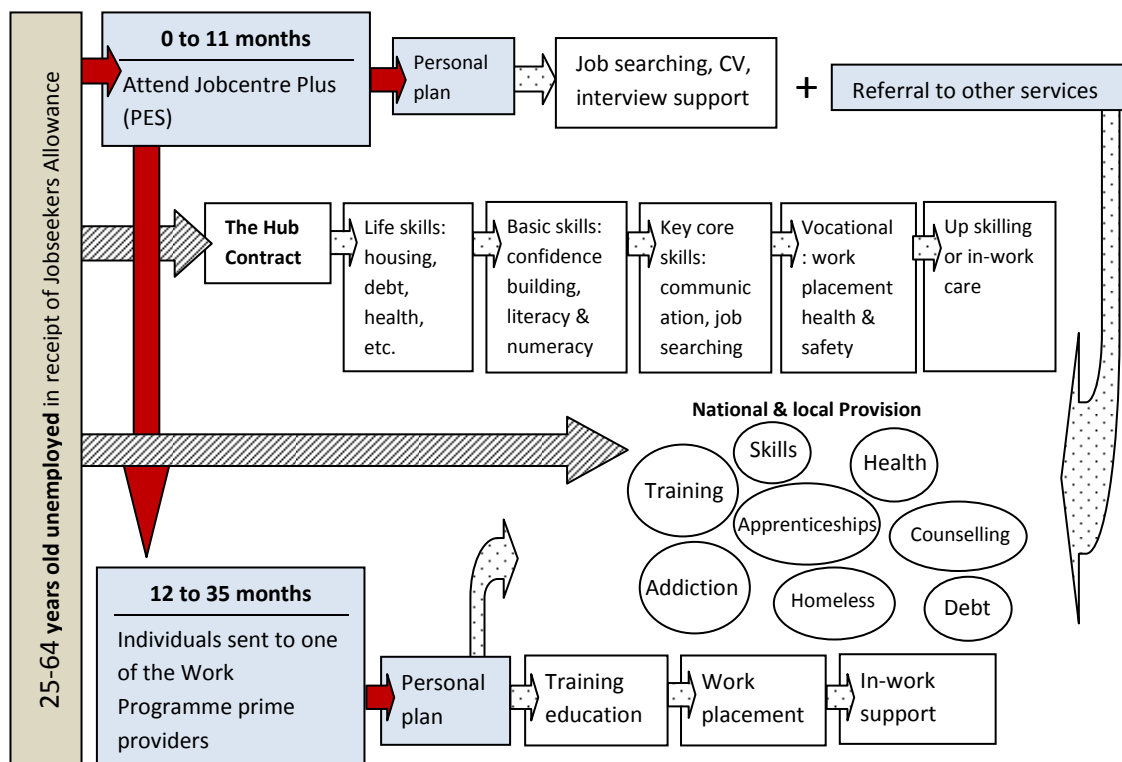 25-64 years old unemployed in receipt of Jobseekers Allowance
0 to 11 months
Attend Jobcentre Plus
(PES)
Personal
plan
Job searching, CV,
interview support
+
Referral to other services
The Hub
Contract
Life skills:
housing,
debt,
health,
etc.
Basic skills:
confidence
building,
literacy &
numeracy
Key core
skills:
communic
ation, job
searching
Vocational
: work
placement
health &
safety
Up skilling
or in-work
care
National & local Provision
Skills
Health
Training
Apprenticeships
Counselling
Addiction
Homeless
Debt
12 to 35 months
Individuals sent to one
of the Work
Programme prime
providers
Personal
plan
Training
education
Work
placement
In-work
support